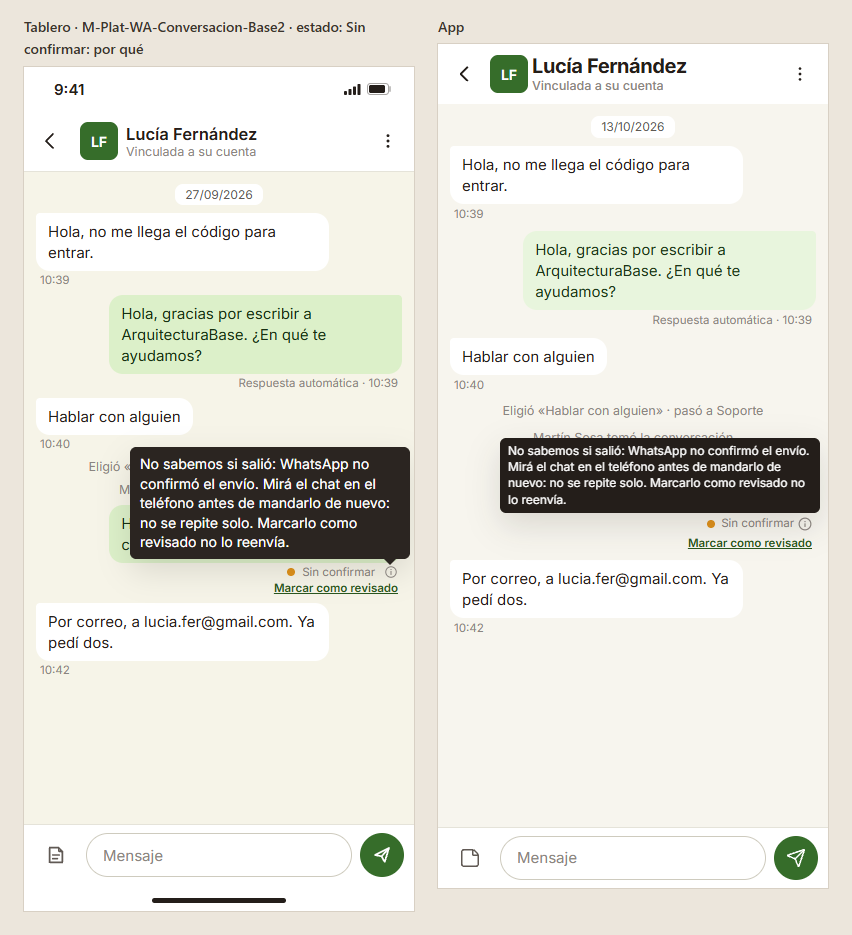 Tablero · M-Plat-WA-Conversacion-Base2 · estado: Sin
confirmar: por qué
9:41
LF
Lucía Fernández
Vinculada a su cuenta
27/09/2026
Hola, no me llega el código para
entrar.
10:39
Hola, gracias por escribir a
ArquitecturaBase. ¿En qué te
ayudamos?
Respuesta automática · 10:39
Hablar con alguien
10:40
Eligió «
M
H
c
No sabemos si salió: WhatsApp no
confirmó el envío. Mirá el chat en el
teléfono antes de mandarlo de nuevo:
no se repite solo. Marcarlo como
revisado no lo reenvía.
Sin confirmar
Marcar como revisado
Por correo, a lucia.fer@gmail.com. Ya
pedí dos.
10:42
Mensaje
App
LF
Lucía Fernández
Vinculada a su cuenta
13/10/2026
Hola, no me llega el código para
entrar.
10:39
Hola, gracias por escribir a
ArquitecturaBase. ¿En qué te
ayudamos?
Respuesta automática · 10:39
Hablar con alguien
10:40
Eligió «Hablar con alguien» · pasó a Soporte
Martín Sosa tomó la conversación
No sabemos si salió: WhatsApp no confirmó el envío.
Mirá el chat en el teléfono antes de mandarlo de
nuevo: no se repite solo. Marcarlo como revisado no
lo reenvía.
Sin confirmar
Marcar como revisado
Por correo, a lucia.fer@gmail.com. Ya
pedí dos.
10:42
Mensaje